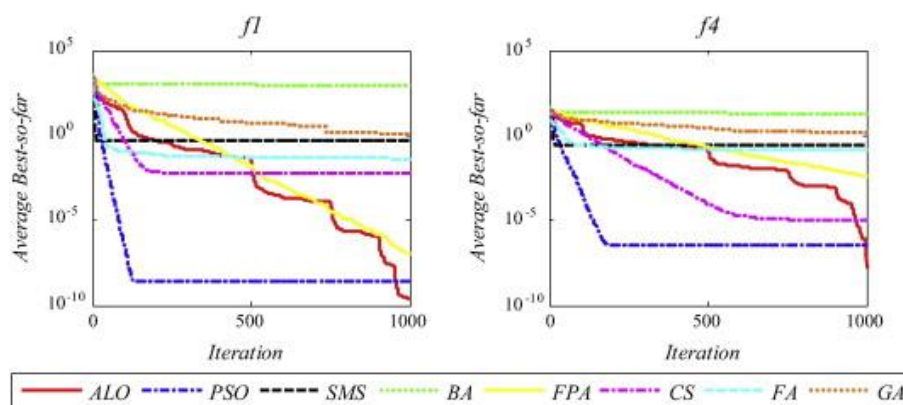 f1
10^5
10^0
10^-5
10^-10
Average Best-so-far
0 500 1000
Iteration
f4
10^5
10^0
10^-5
10^-10
Average Best-so-far
0 500 1000
Iteration
ALO PSO SMS BA FPA CS FA GA